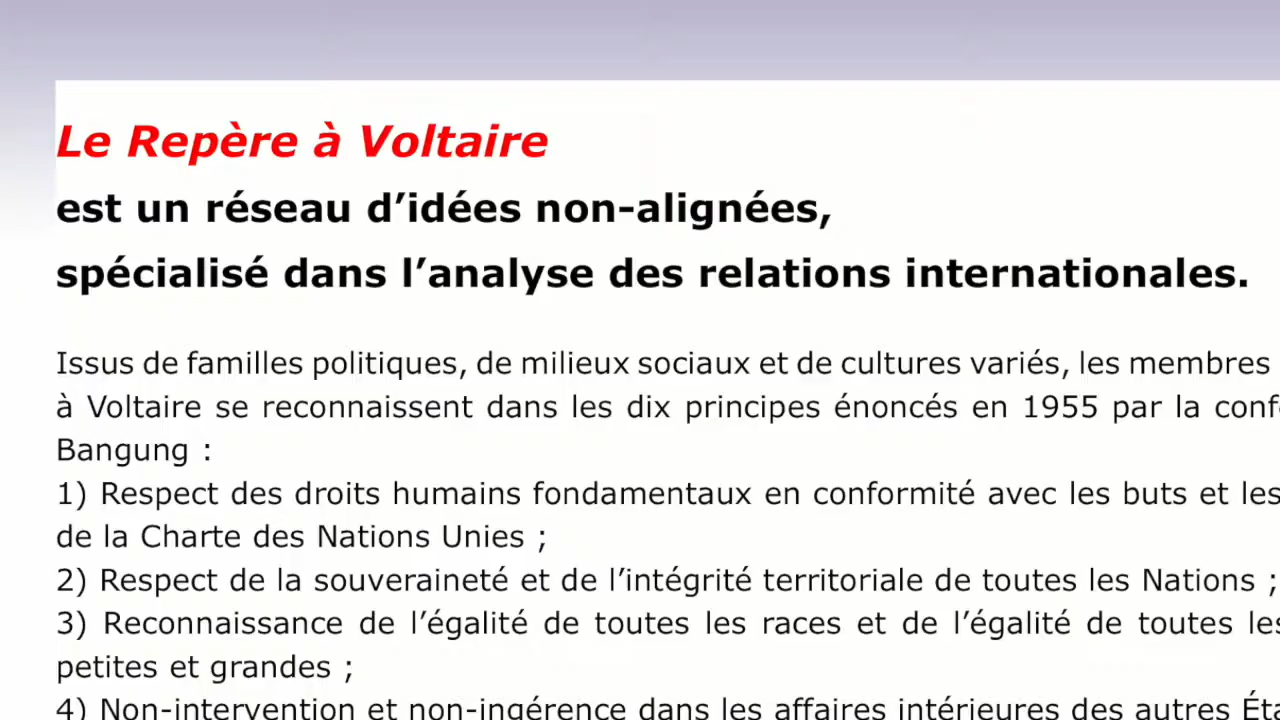 Le Repère à Voltaire
est un réseau d’idées non-alignées,
spécialisé dans l’analyse des relations internationales.
Issus de familles politiques, de milieux sociaux et de cultures variés, les membres
à Voltaire se reconnaissent dans les dix principes énoncés en 1955 par la conf
Bangung :
1) Respect des droits humains fondamentaux en conformité avec les buts et les
de la Charte des Nations Unies ;
2) Respect de la souveraineté et de l’intégrité territoriale de toutes les Nations ;
3) Reconnaissance de l’égalité de toutes les races et de l’égalité de toutes les
petites et grandes ;
4) Non-intervention et non-ingérence dans les affaires intérieures des autres Éta